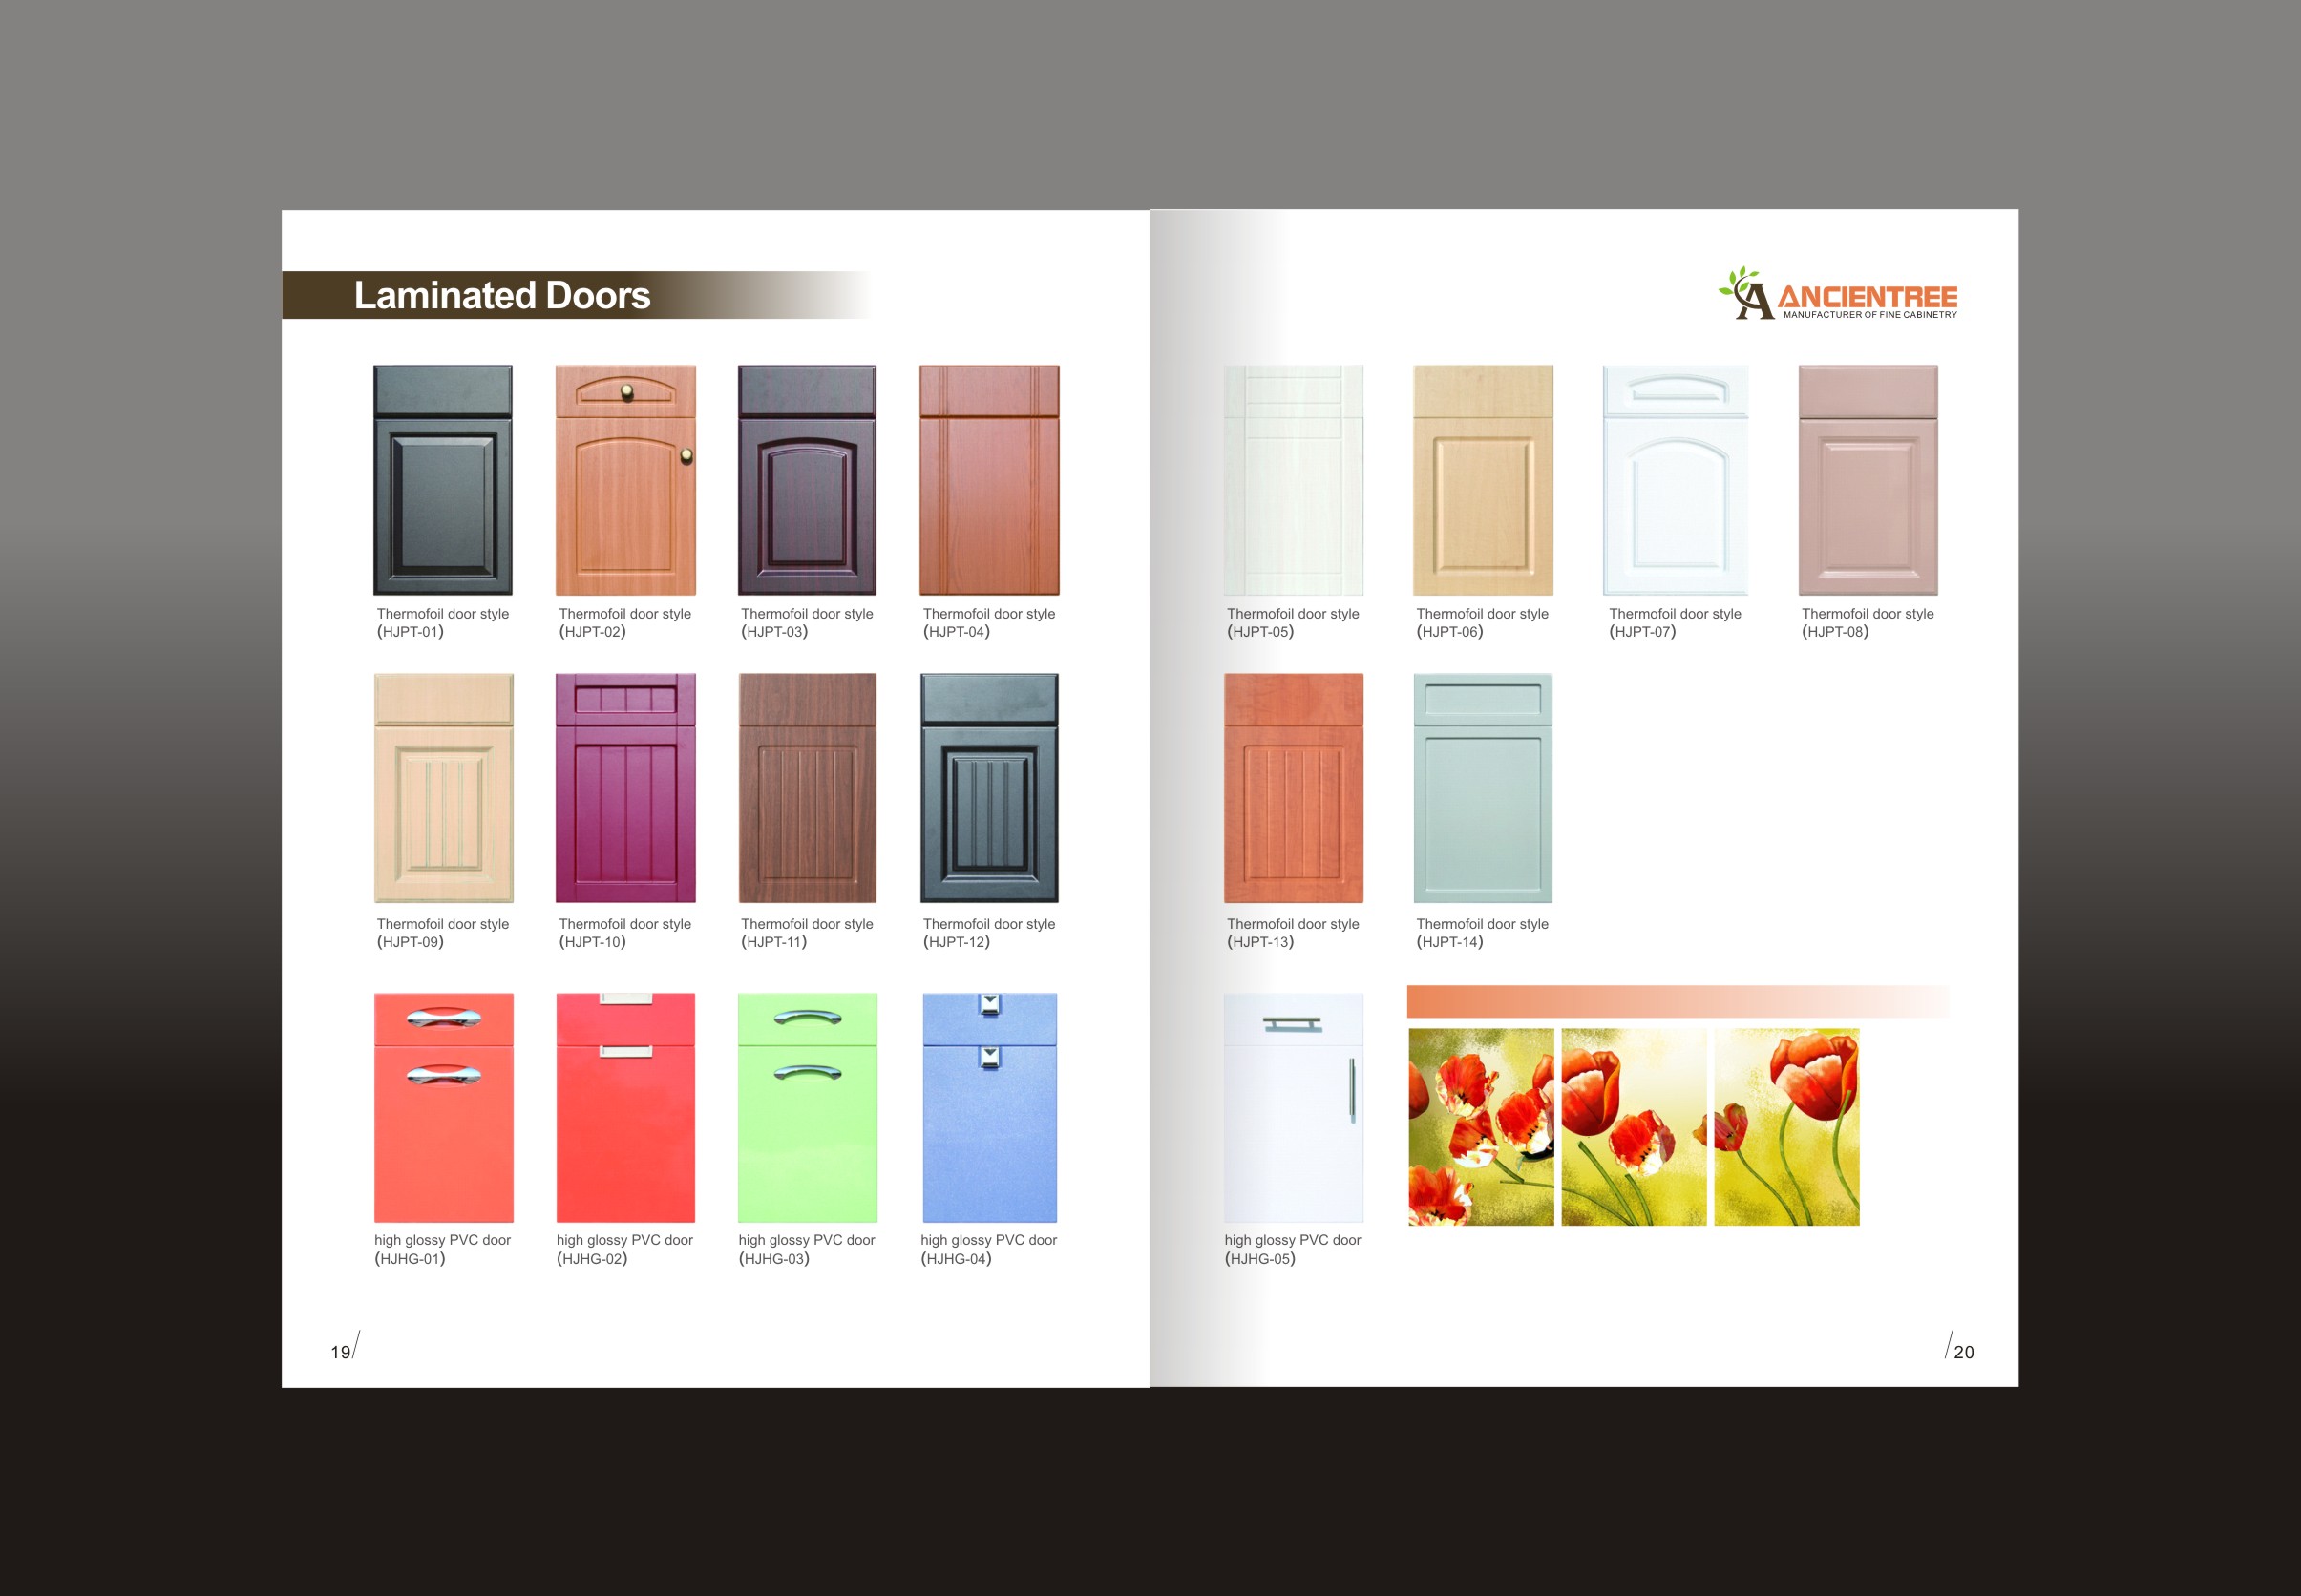 Laminated Doors
ANCIENTREE
MANUFACTURER OF FINE CABINETRY
Thermofoil door style
(HJPT-01)
Thermofoil door style
(HJPT-02)
Thermofoil door style
(HJPT-03)
Thermofoil door style
(HJPT-04)
Thermofoil door style
(HJPT-05)
Thermofoil door style
(HJPT-06)
Thermofoil door style
(HJPT-07)
Thermofoil door style
(HJPT-08)
Thermofoil door style
(HJPT-09)
Thermofoil door style
(HJPT-10)
Thermofoil door style
(HJPT-11)
Thermofoil door style
(HJPT-12)
Thermofoil door style
(HJPT-13)
Thermofoil door style
(HJPT-14)
high glossy PVC door
(HJHG-01)
high glossy PVC door
(HJHG-02)
high glossy PVC door
(HJHG-03)
high glossy PVC door
(HJHG-04)
high glossy PVC door
(HJHG-05)
19/
/20